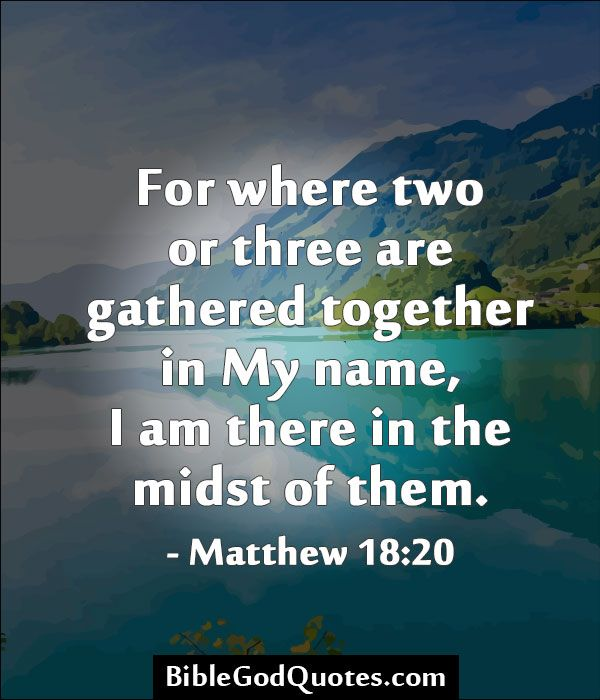 For where two
or three are
gathered together
in My name,
I am there in the
midst of them.
- Matthew 18:20
BibleGodQuotes.com